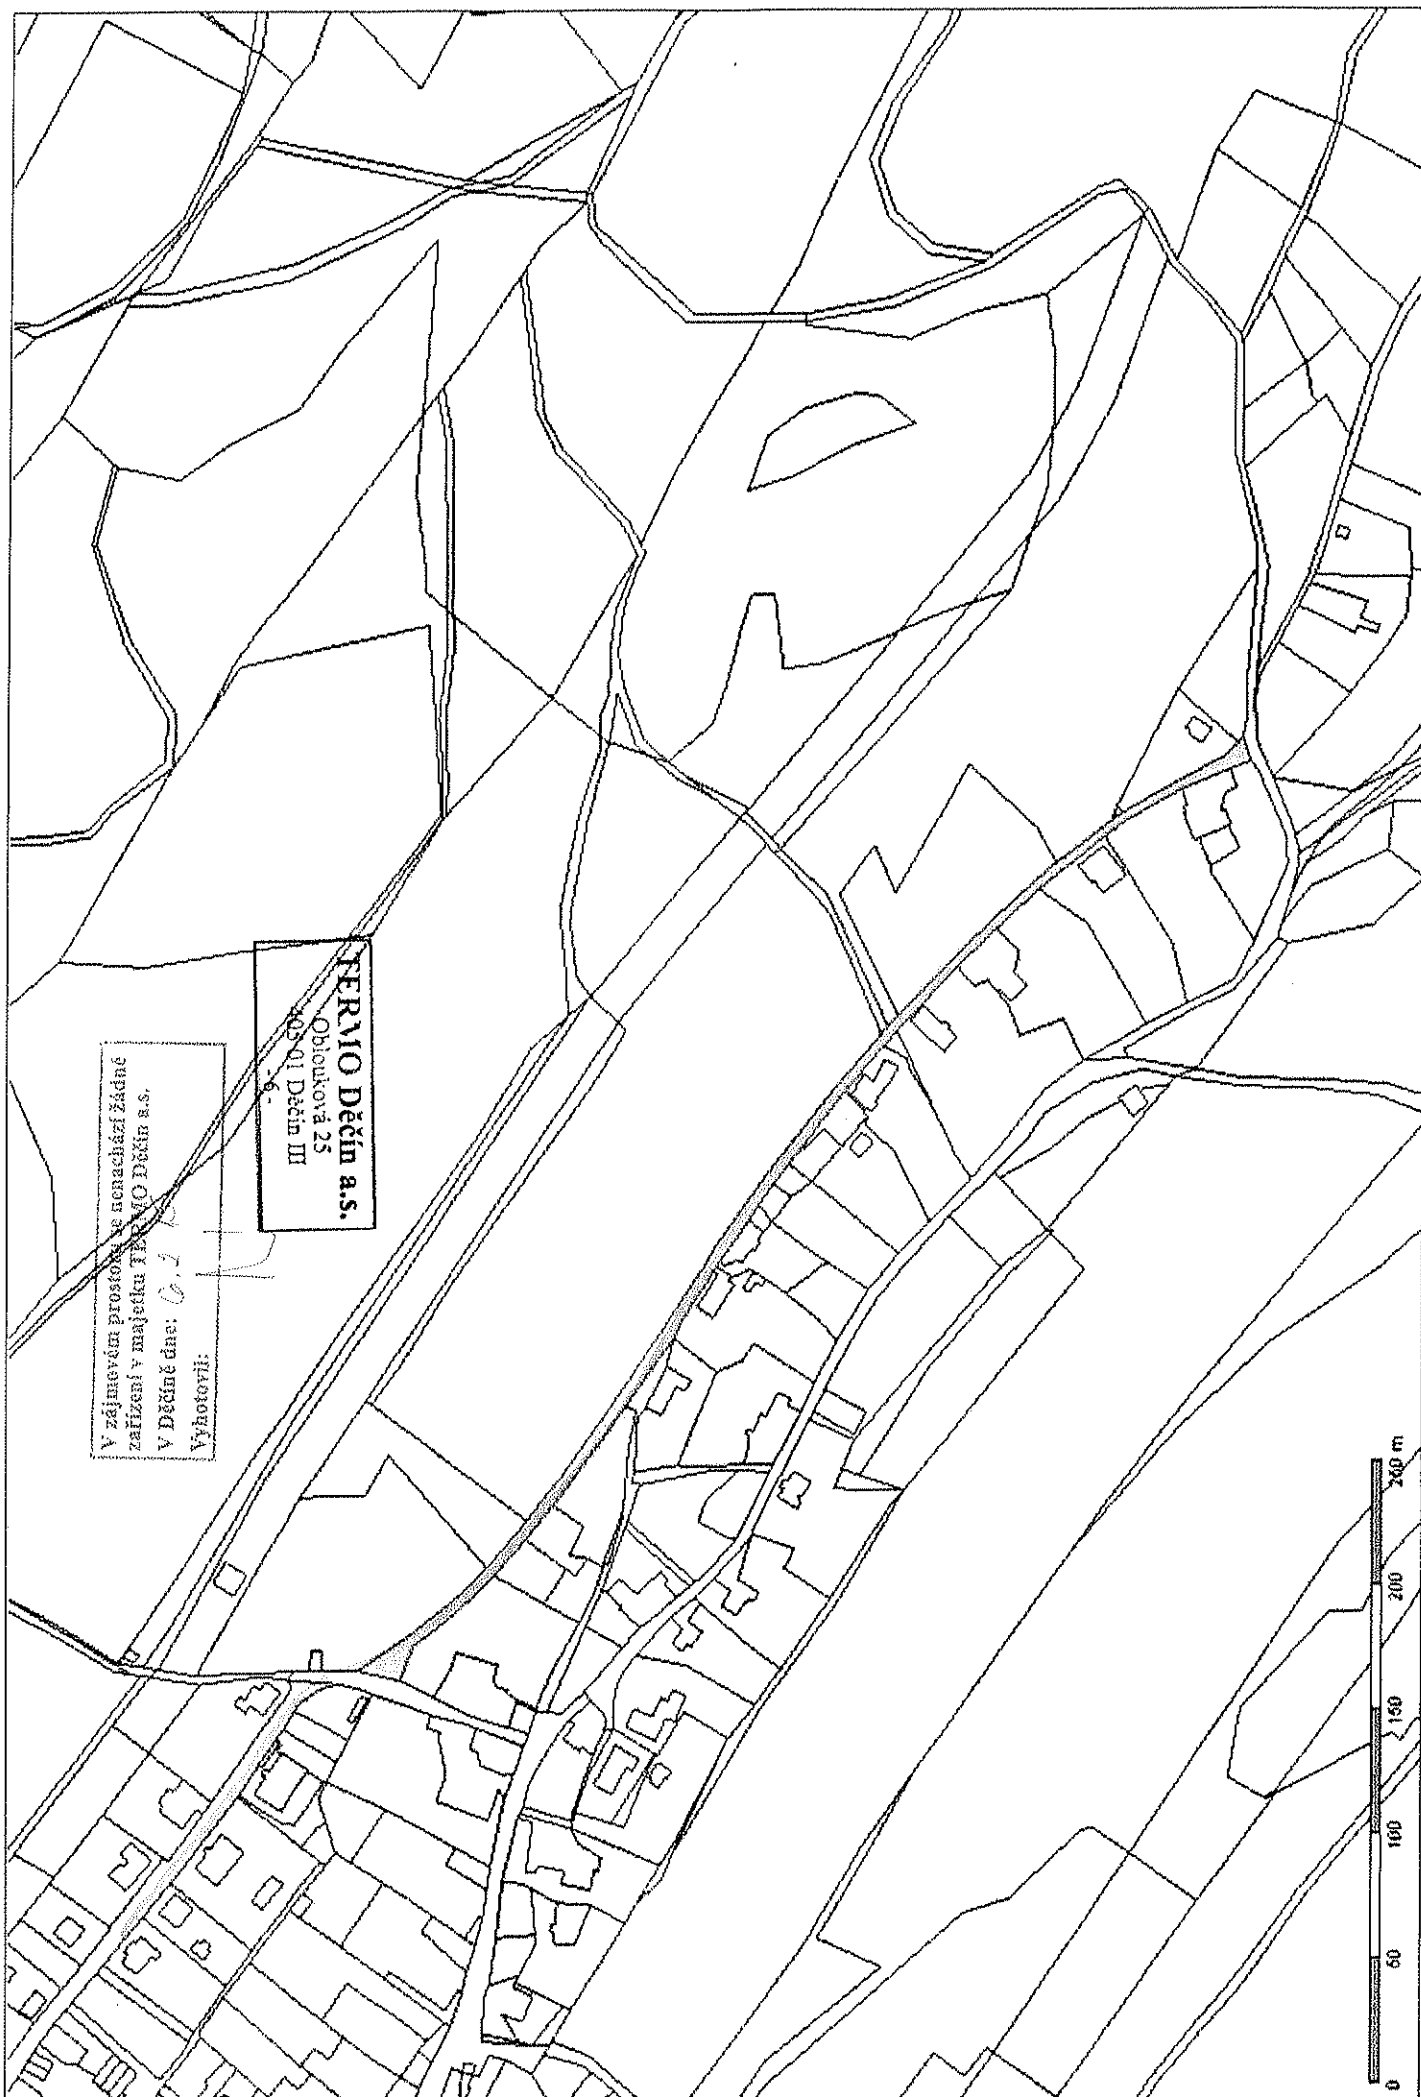 TERMO Děčín a.s.
Oblouková 25
405 01 Děčín III
-6-
V zájmovém prostoru se nenachází žádné
zařízení v majetku TERMO Děčín a.s.
V Děčíně dne:
Vyhotovil:
0 50 100 150 200 260 m